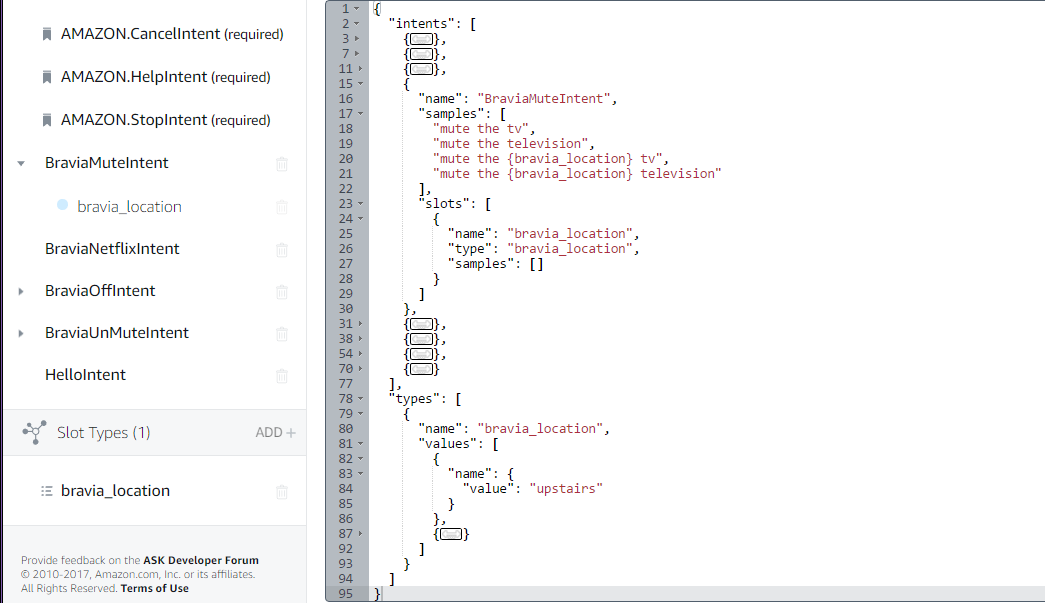 AMAZON.CancelIntent (required)
AMAZON.HelpIntent (required)
AMAZON.StopIntent (required)
BraviaMuteIntent
bravia_location
BraviaNetflixIntent
BraviaOffIntent
BraviaUnMuteIntent
HelloIntent
Slot Types (1) ADD +
bravia_location
Provide feedback on the ASK Developer Forum
© 2010-2017, Amazon.com, Inc. or its affiliates.
All Rights Reserved. Terms of Use
1 {
2 "intents": [
3 {},
7 {},
11 {},
15 {
16 "name": "BraviaMuteIntent",
17 "samples": [
18 "mute the tv",
19 "mute the television",
20 "mute the {bravia_location} tv",
21 "mute the {bravia_location} television"
22 ],
23 "slots": [
24 {
25 "name": "bravia_location",
26 "type": "bravia_location",
27 "samples": []
28 }
29 ]
30 },
31 {},
38 {},
54 {},
70 {}
77 ],
78 "types": [
79 {
80 "name": "bravia_location",
81 "values": [
82 {
83 "name": {
84 "value": "upstairs"
85 }
86 },
87 {}
92 ]
93 }
94 ]
95 }